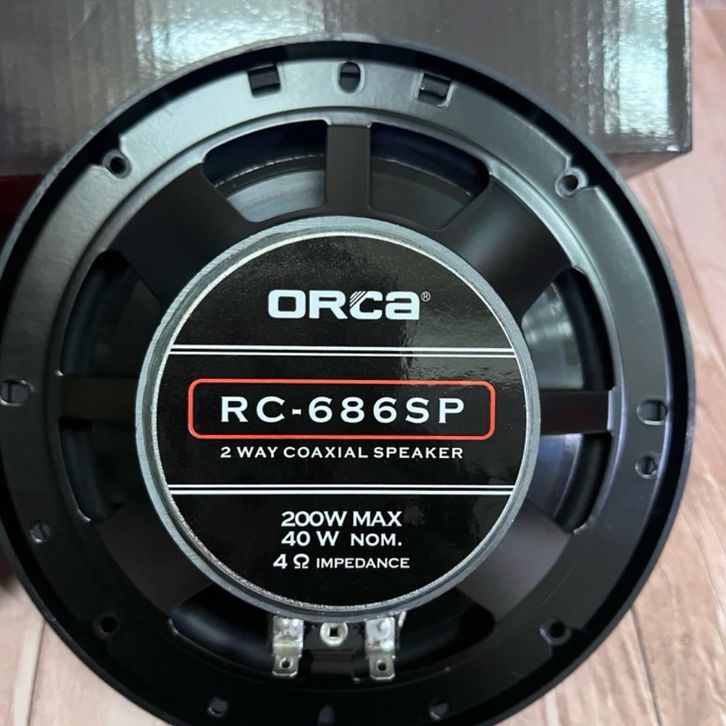 ORCA®
RC-686SP
2 WAY COAXIAL SPEAKER
200W MAX
40 W NOM.
4 Ω IMPEDANCE